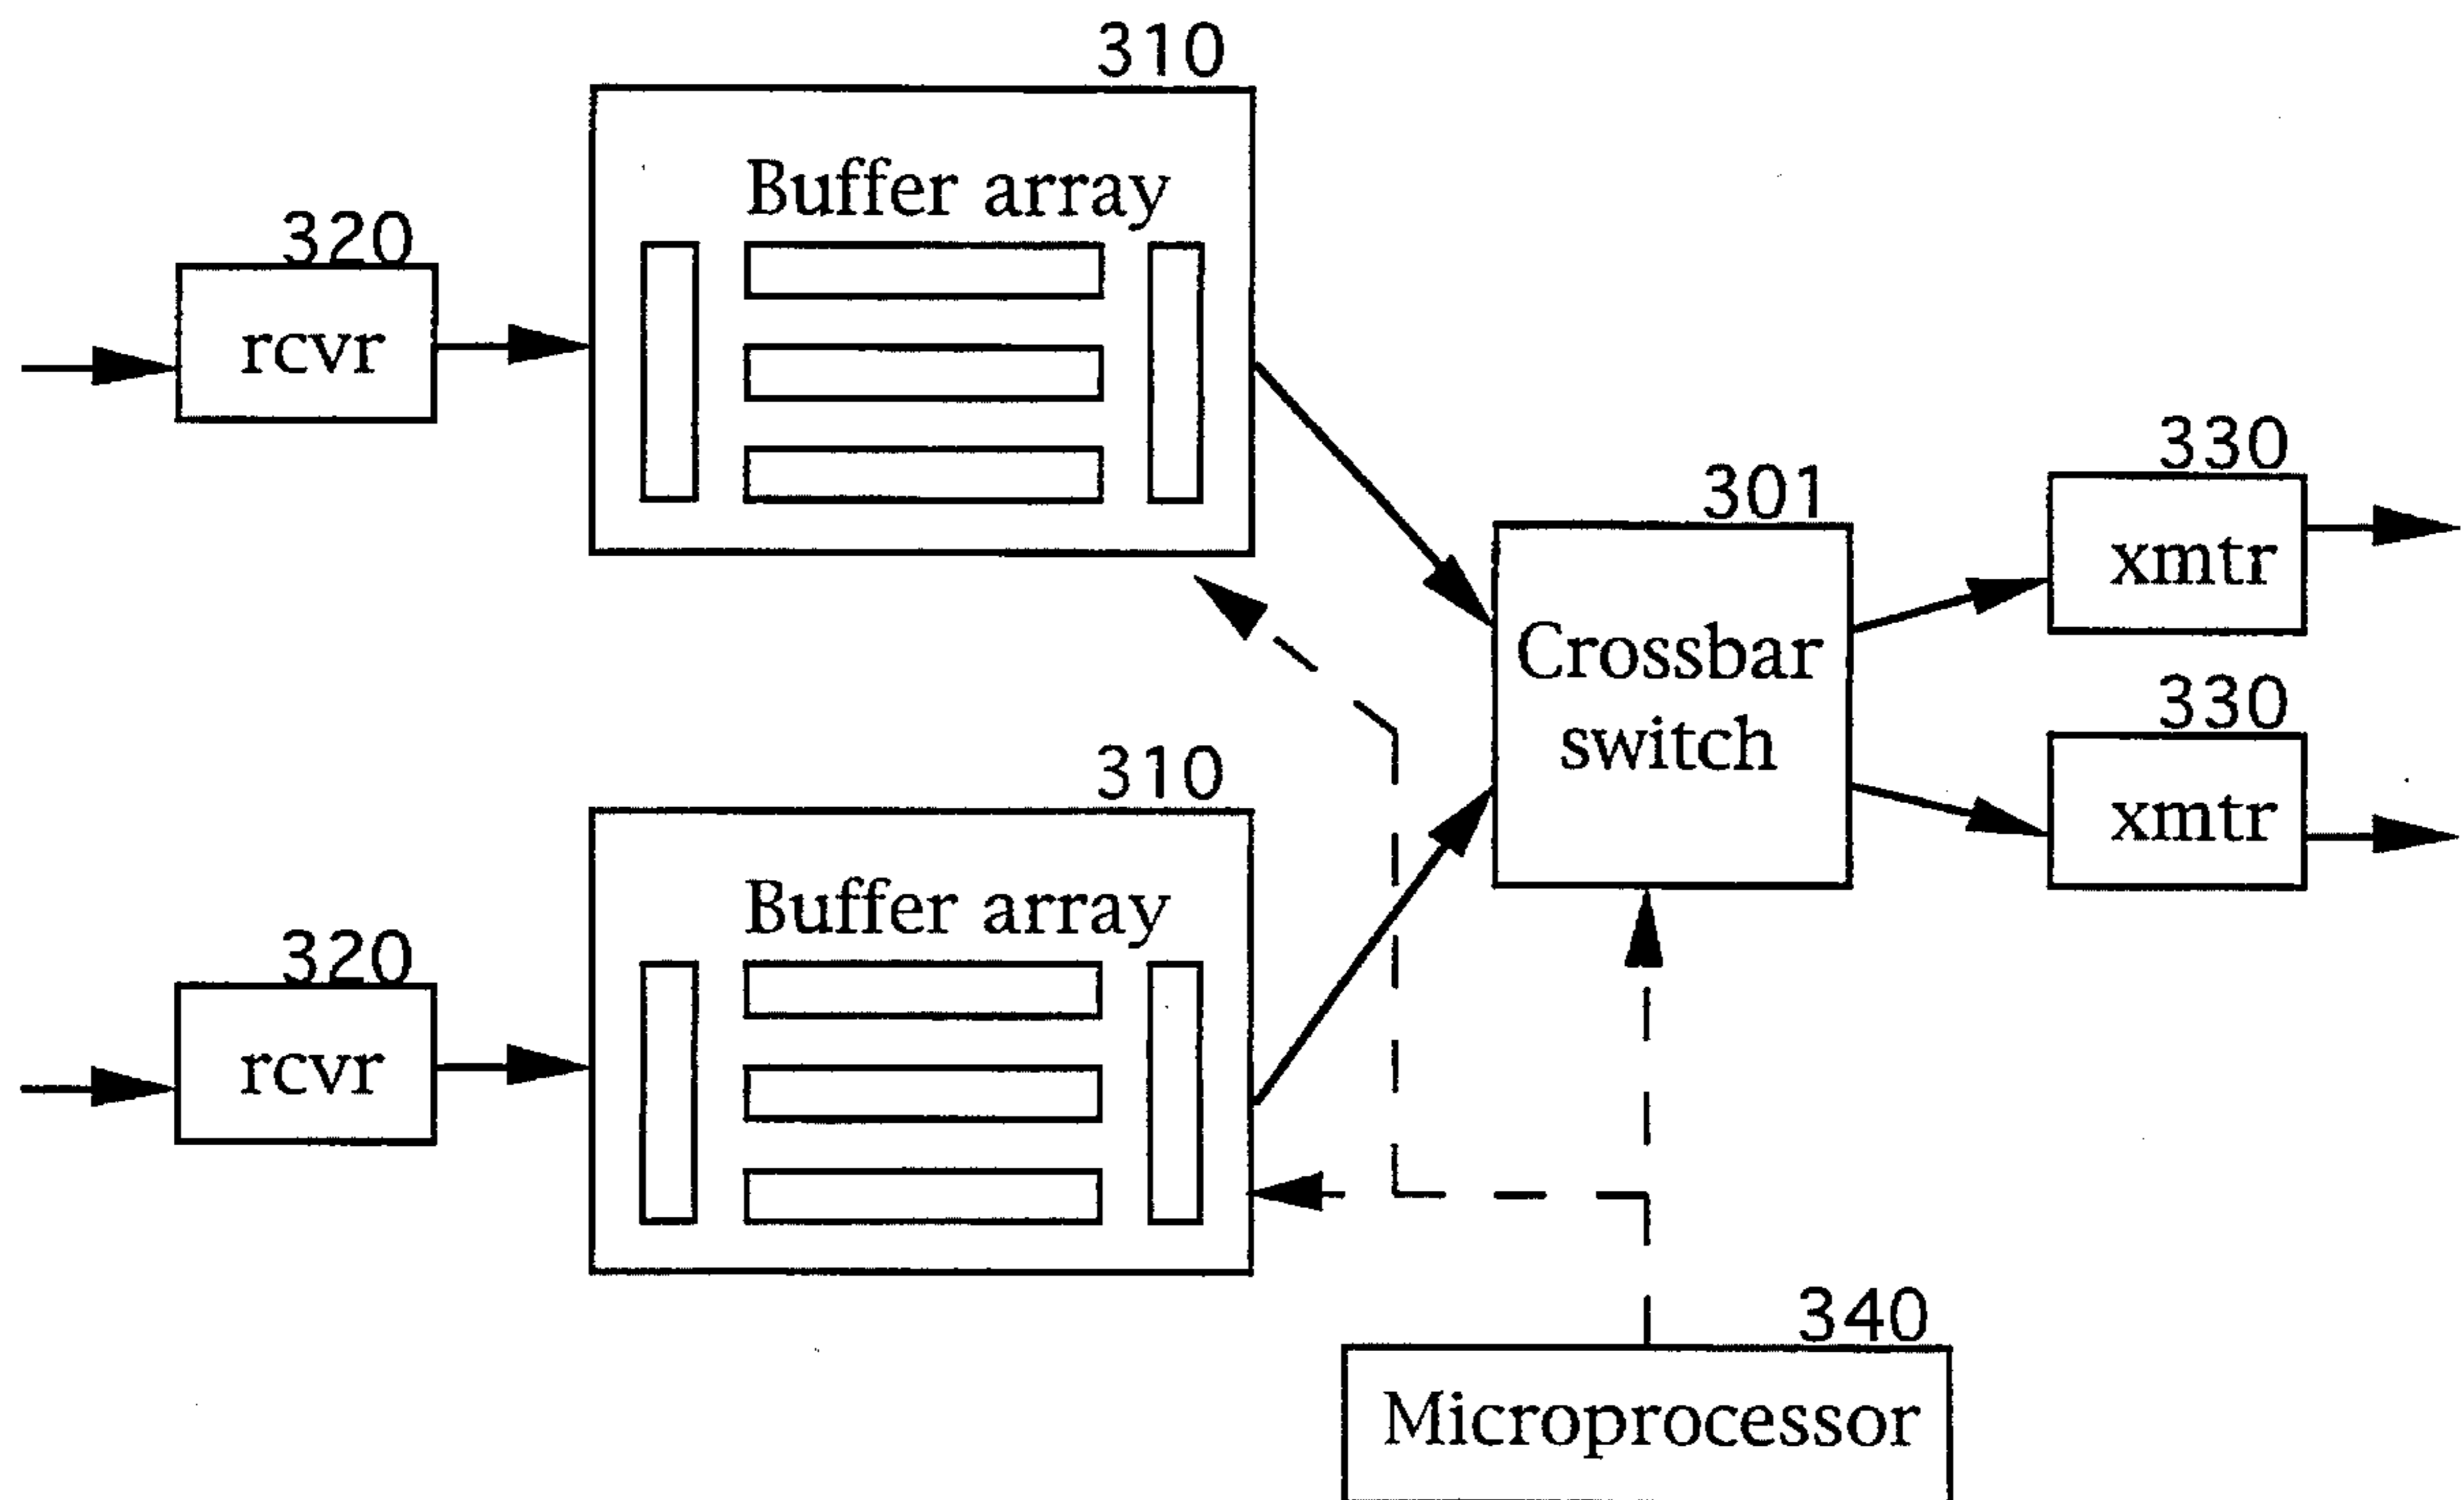 310
Buffer array
320
rcvr
330
xmtr
301
Crossbar
switch
330
xmtr
310
Buffer array
320
rcvr
340
Microprocessor